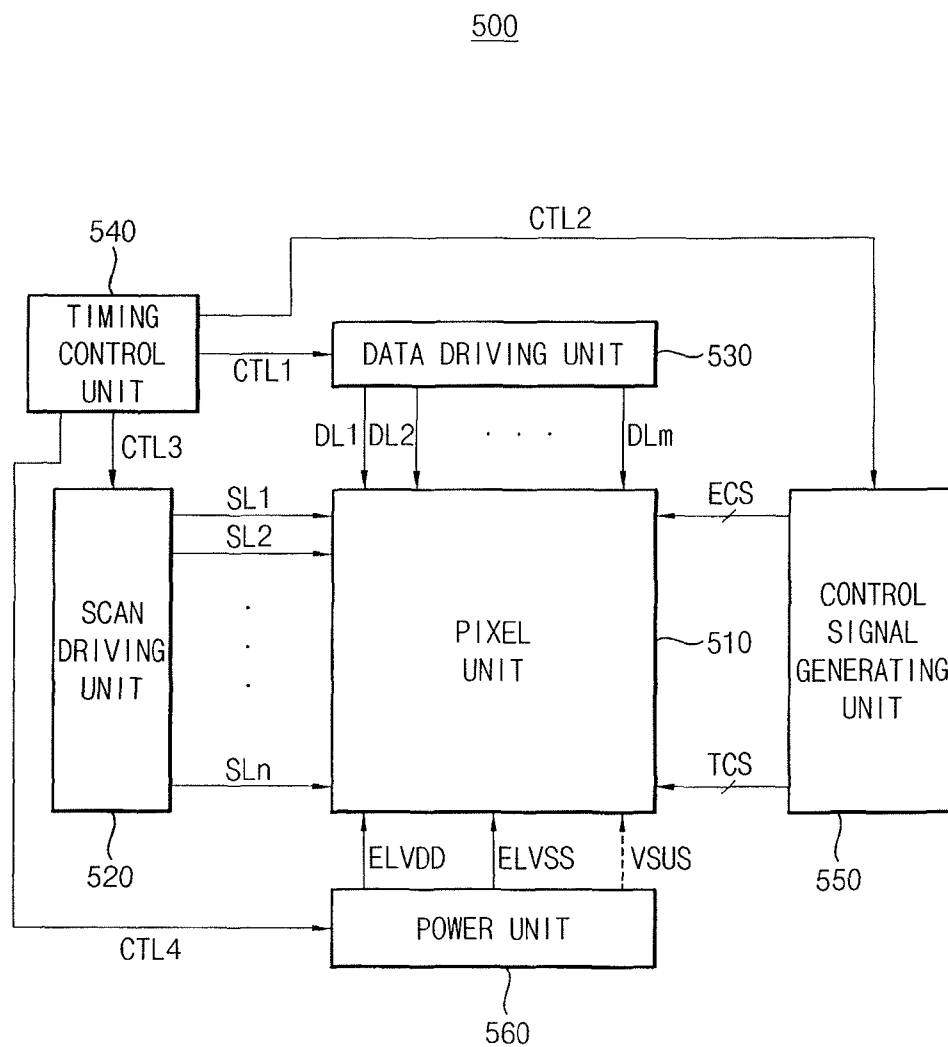 500
CTL2
540
TIMING
CONTROL
UNIT
CTL1
DATA DRIVING UNIT
530
CTL3
DL1
DL2
. . .
DLm
SL1
SL2
.
.
.
SLn
SCAN
DRIVING
UNIT
520
PIXEL
UNIT
510
ECS
TCS
CONTROL
SIGNAL
GENERATING
UNIT
550
ELVDD
ELVSS
VSUS
CTL4
POWER UNIT
560